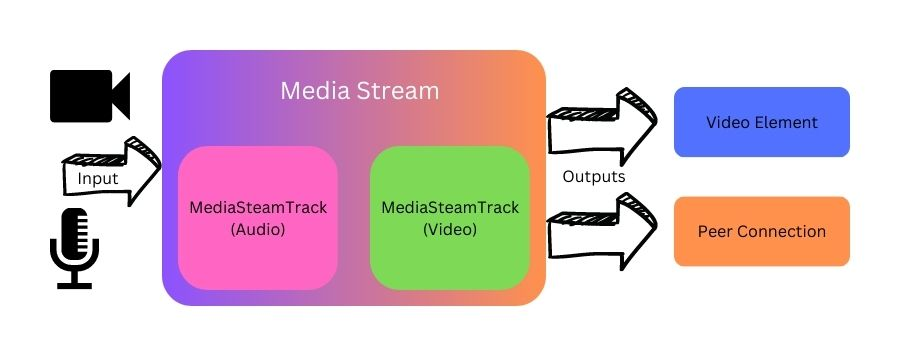 Media Stream
Input
MediaSteamTrack
(Audio)
MediaSteamTrack
(Video)
Outputs
Video Element
Peer Connection